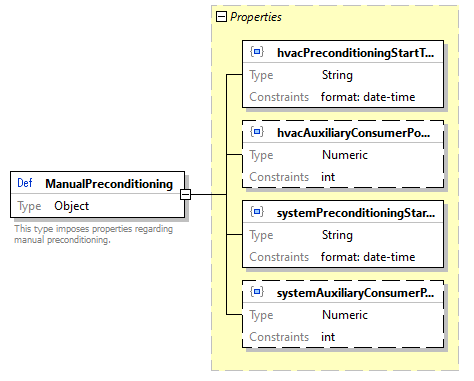 Properties
hvacPreconditioningStartT...
Type String
Constraints format: date-time
hvacAuxiliaryConsumerPo...
Type Numeric
Constraints int
Def ManualPreconditioning
Type Object
This type imposes properties regarding
manual preconditioning.
systemPreconditioningStar...
Type String
Constraints format: date-time
systemAuxiliaryConsumerP...
Type Numeric
Constraints int